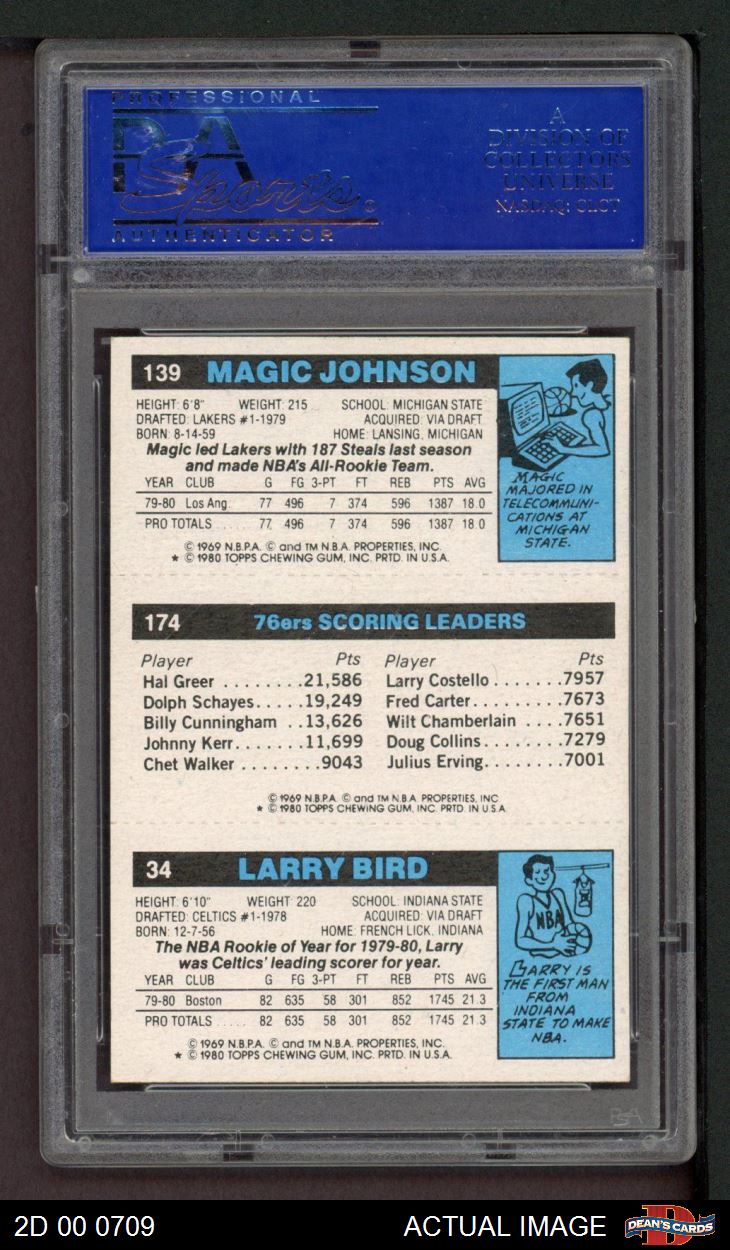 PROFESSIONAL
PSA
Sports ®
AUTHENTICATOR
A
DIVISION OF
COLLECTORS
UNIVERSE
NASDAQ: CLCT
139 MAGIC JOHNSON
HEIGHT: 6'8" WEIGHT: 215 SCHOOL: MICHIGAN STATE
DRAFTED: LAKERS #1-1979 ACQUIRED: VIA DRAFT
BORN: 8-14-59 HOME: LANSING, MICHIGAN
Magic led Lakers with 187 Steals last season
and made NBA's All-Rookie Team.
YEAR CLUB G FG 3-PT FT REB PTS AVG
79-80 Los Ang. 77 496 7 374 596 1387 18.0
PRO TOTALS ..... 77 496 7 374 596 1387 18.0
© 1969 N.B.P.A. © and TM N.B.A. PROPERTIES, INC.
★ © 1980 TOPPS CHEWING GUM, INC. PRTD. IN U.S.A.
MAGIC
MAJORED IN
TELECOMMUNI-
CATIONS AT
MICHIGAN
STATE.
174 76ers SCORING LEADERS
Player Pts Player Pts
Hal Greer ........21,586 Larry Costello .......7957
Dolph Schayes.....19,249 Fred Carter.........7673
Billy Cunningham ..13,626 Wilt Chamberlain ....7651
Johnny Kerr.......11,699 Doug Collins........7279
Chet Walker ........9043 Julius Erving........7001
© 1969 N.B.P.A. © and TM N.B.A. PROPERTIES, INC.
★ © 1980 TOPPS CHEWING GUM, INC. PRTD. IN U.S.A.
34 LARRY BIRD
HEIGHT: 6'10" WEIGHT: 220 SCHOOL: INDIANA STATE
DRAFTED: CELTICS #1-1978 ACQUIRED: VIA DRAFT
BORN: 12-7-56 HOME: FRENCH LICK, INDIANA
The NBA Rookie of Year for 1979-80, Larry
was Celtics' leading scorer for year.
YEAR CLUB G FG 3-PT FT REB PTS AVG
79-80 Boston 82 635 58 301 852 1745 21.3
PRO TOTALS ..... 82 635 58 301 852 1745 21.3
© 1969 N.B.P.A. © and TM N.B.A. PROPERTIES, INC.
★ © 1980 TOPPS CHEWING GUM, INC. PRTD. IN U.S.A.
NBA
LARRY IS
THE FIRST MAN
FROM
INDIANA
STATE TO MAKE
NBA.
PSA
2D 00 0709 ACTUAL IMAGE
DEAN'S CARDS